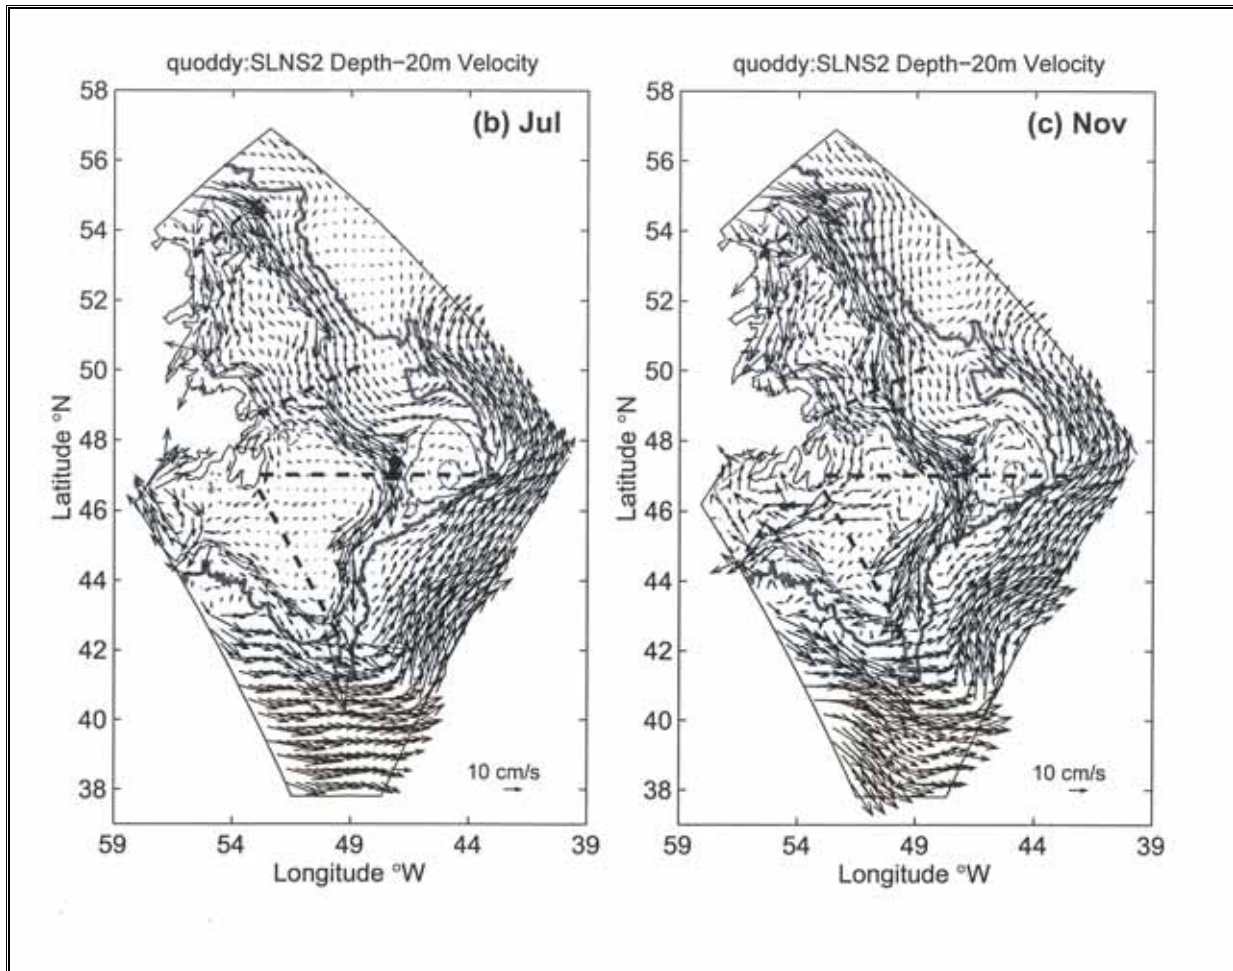 quoddy:SLNS2 Depth−20m Velocity
(b) Jul
58
56
54
52
50
48
46
44
42
40
38
Latitude °N
10 cm/s
59 54 49 44 39
Longitude °W
quoddy:SLNS2 Depth−20m Velocity
(c) Nov
58
56
54
52
50
48
46
44
42
40
38
Latitude °N
10 cm/s
59 54 49 44 39
Longitude °W